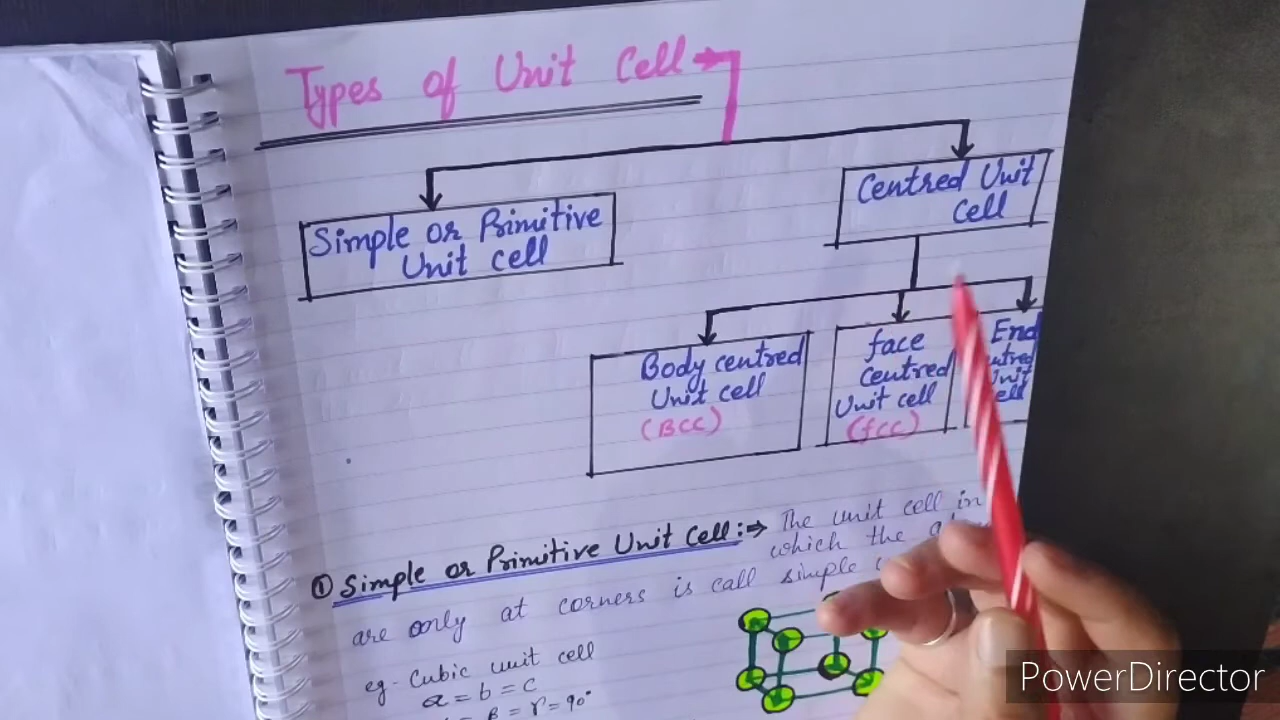 Types of Unit Cell
Centred Unit
Cell
Simple or Primitive
Unit cell
Body centred
Unit cell
(BCC)
face
Centred
Unit cell
(fCC)
End
Unit
① Simple or Primitive Unit Cell:⇒ The unit cell in
which the
are only at corners is call simple
eg - Cubic unit cell
a = b = c
= β = γ = 90°
PowerDirector